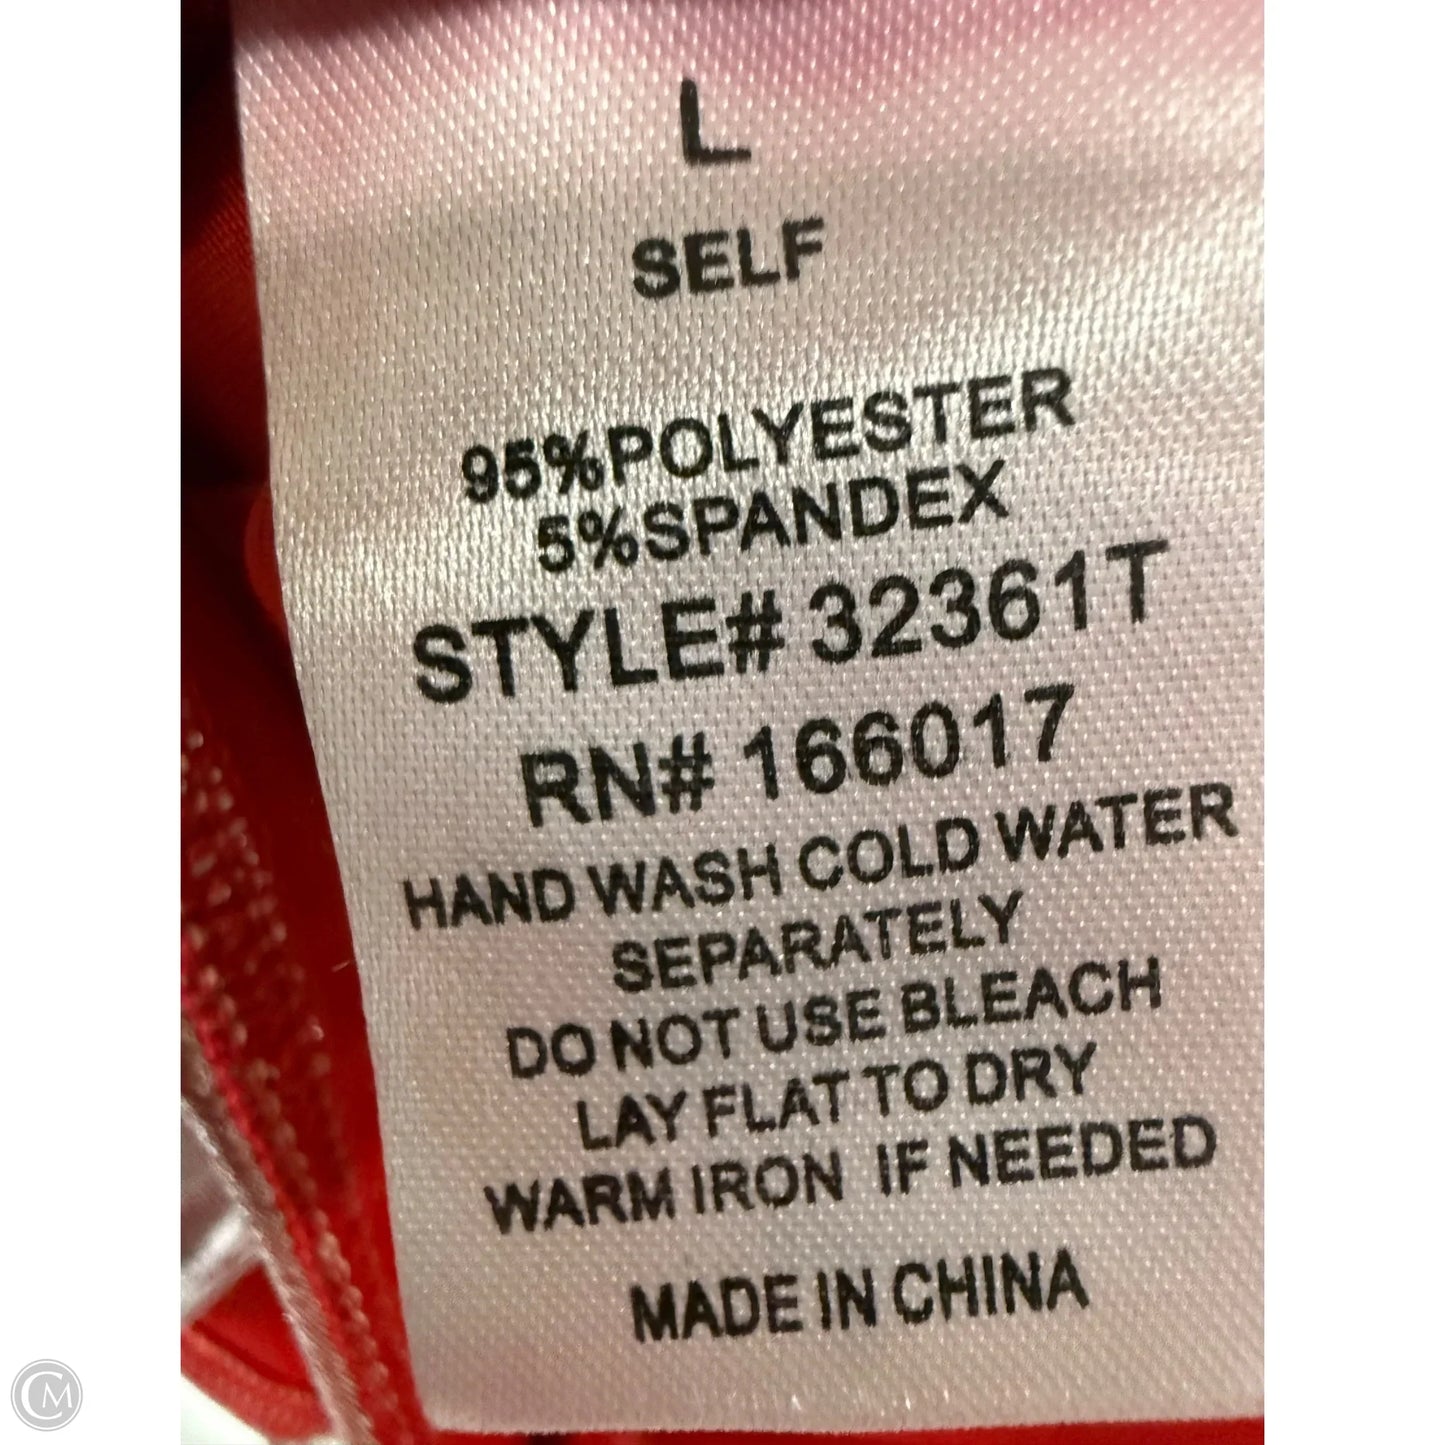 L
SELF
95%POLYESTER
5%SPANDEX
STYLE# 32361T
RN# 166017
HAND WASH COLD WATER
SEPARATELY
DO NOT USE BLEACH
LAY FLAT TO DRY
WARM IRON IF NEEDED
MADE IN CHINA
CM